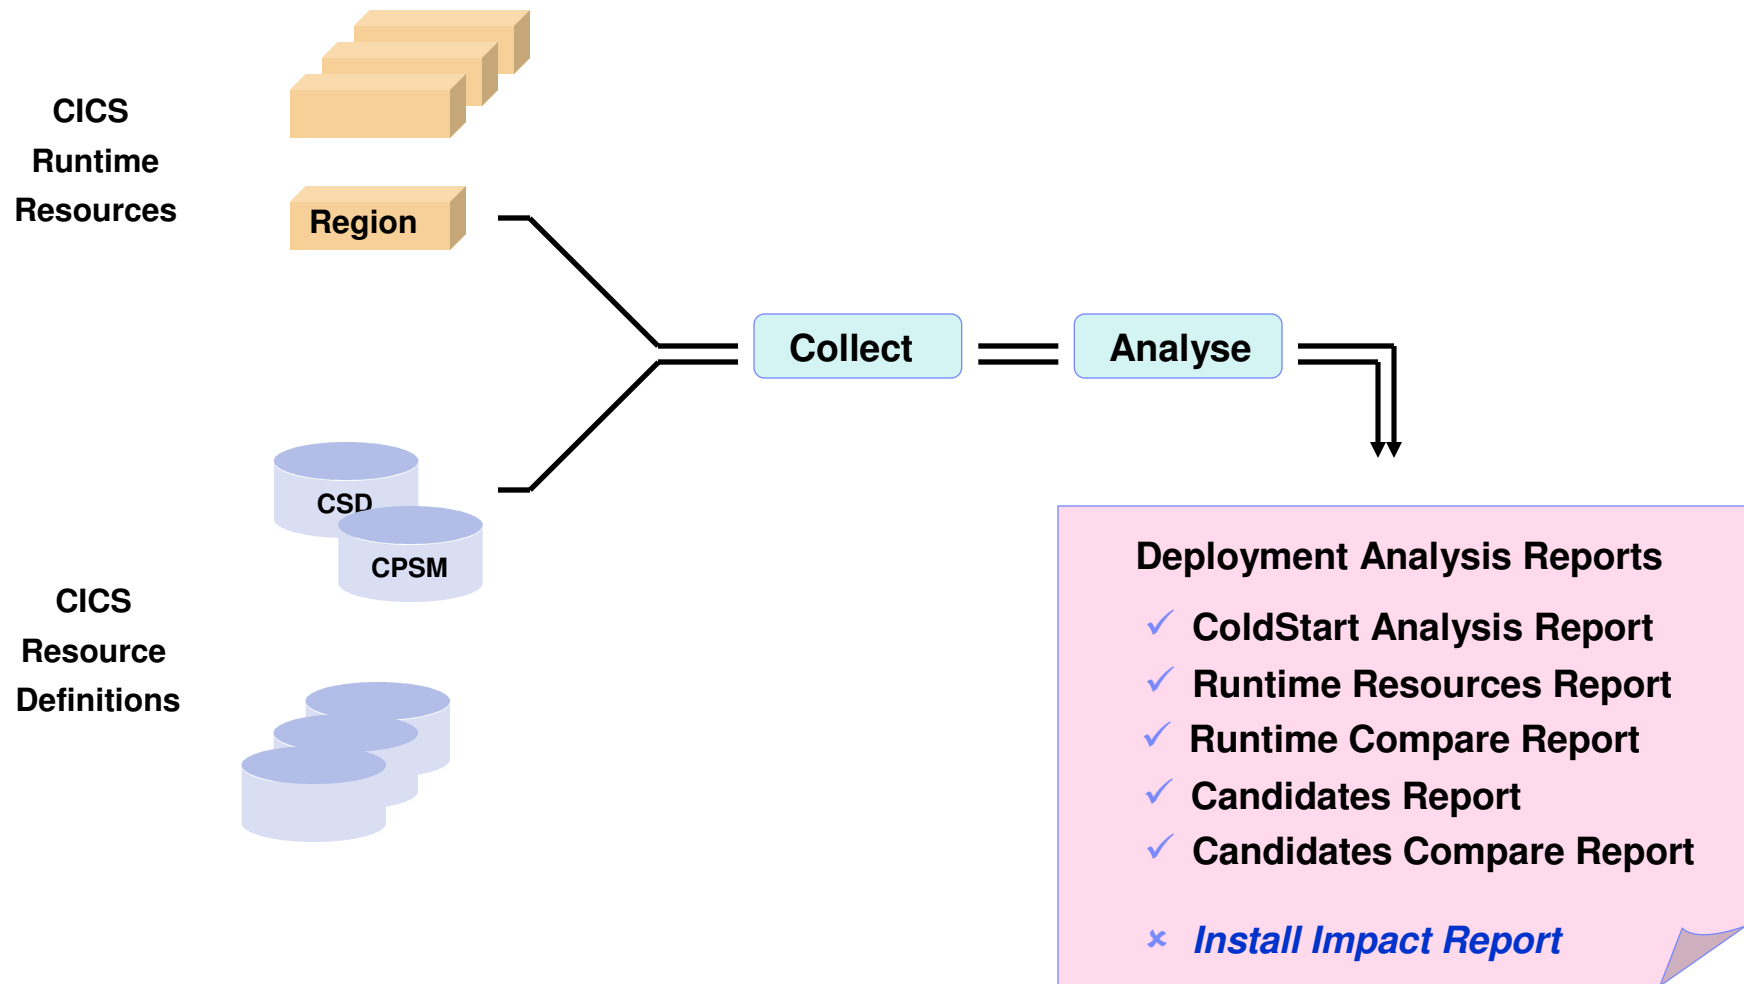 CICS
Runtime
Resources
Region
Collect
Analyse
CSD
CPSM
CICS
Resource
Definitions
Deployment Analysis Reports
✓ ColdStart Analysis Report
✓ Runtime Resources Report
✓ Runtime Compare Report
✓ Candidates Report
✓ Candidates Compare Report
× Install Impact Report